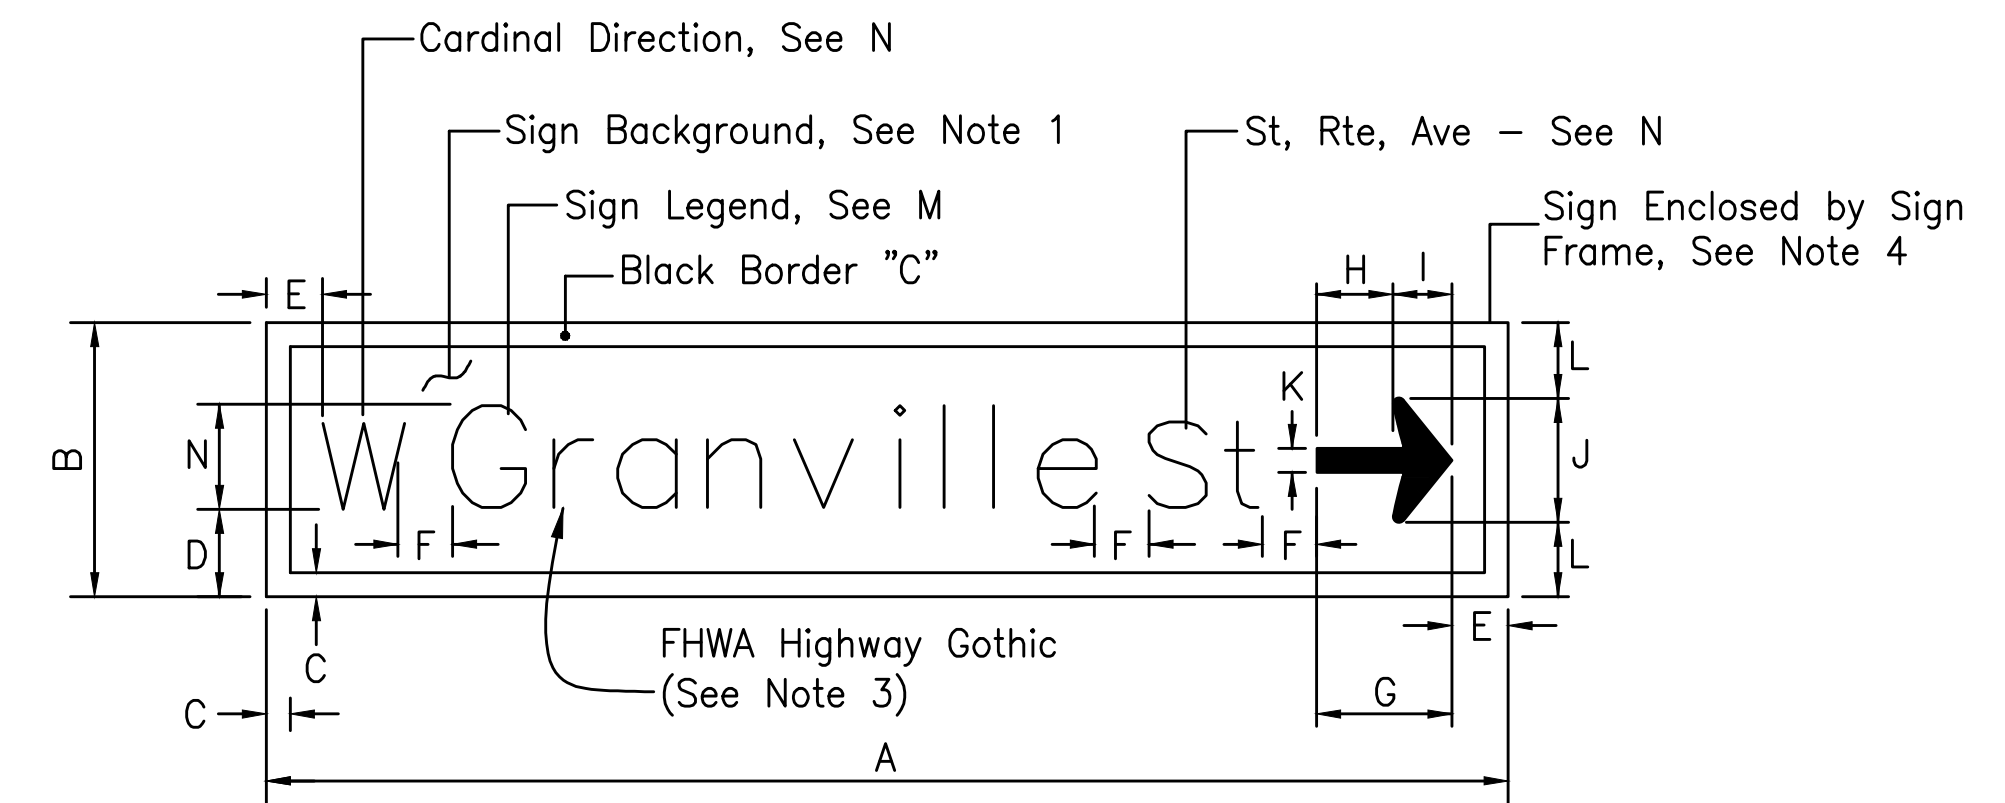 Cardinal Direction, See N
Sign Background, See Note 1
St, Rte, Ave – See N
Sign Legend, See M
Sign Enclosed by Sign
Frame, See Note 4
Black Border "C"
E
H
I
L
K
B
N
W Granville St
J
D
F
F
F
L
C
E
FHWA Highway Gothic
(See Note 3)
C
G
A